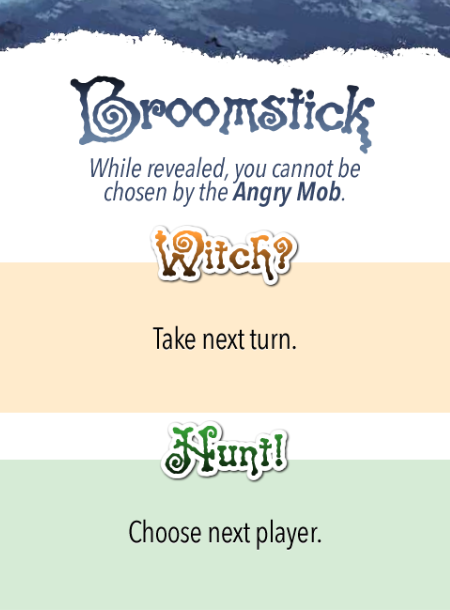 Broomstick
While revealed, you cannot be
chosen by the Angry Mob.
Witch?
Take next turn.
Hunt!
Choose next player.